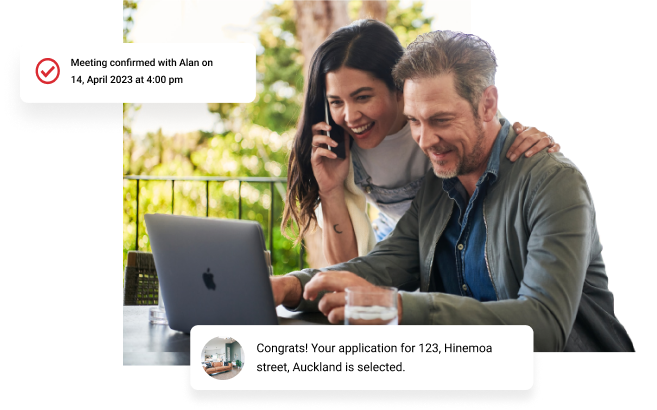 Meeting confirmed with Alan on
14, April 2023 at 4:00 pm
Congrats! Your application for 123, Hinemoa
street, Auckland is selected.